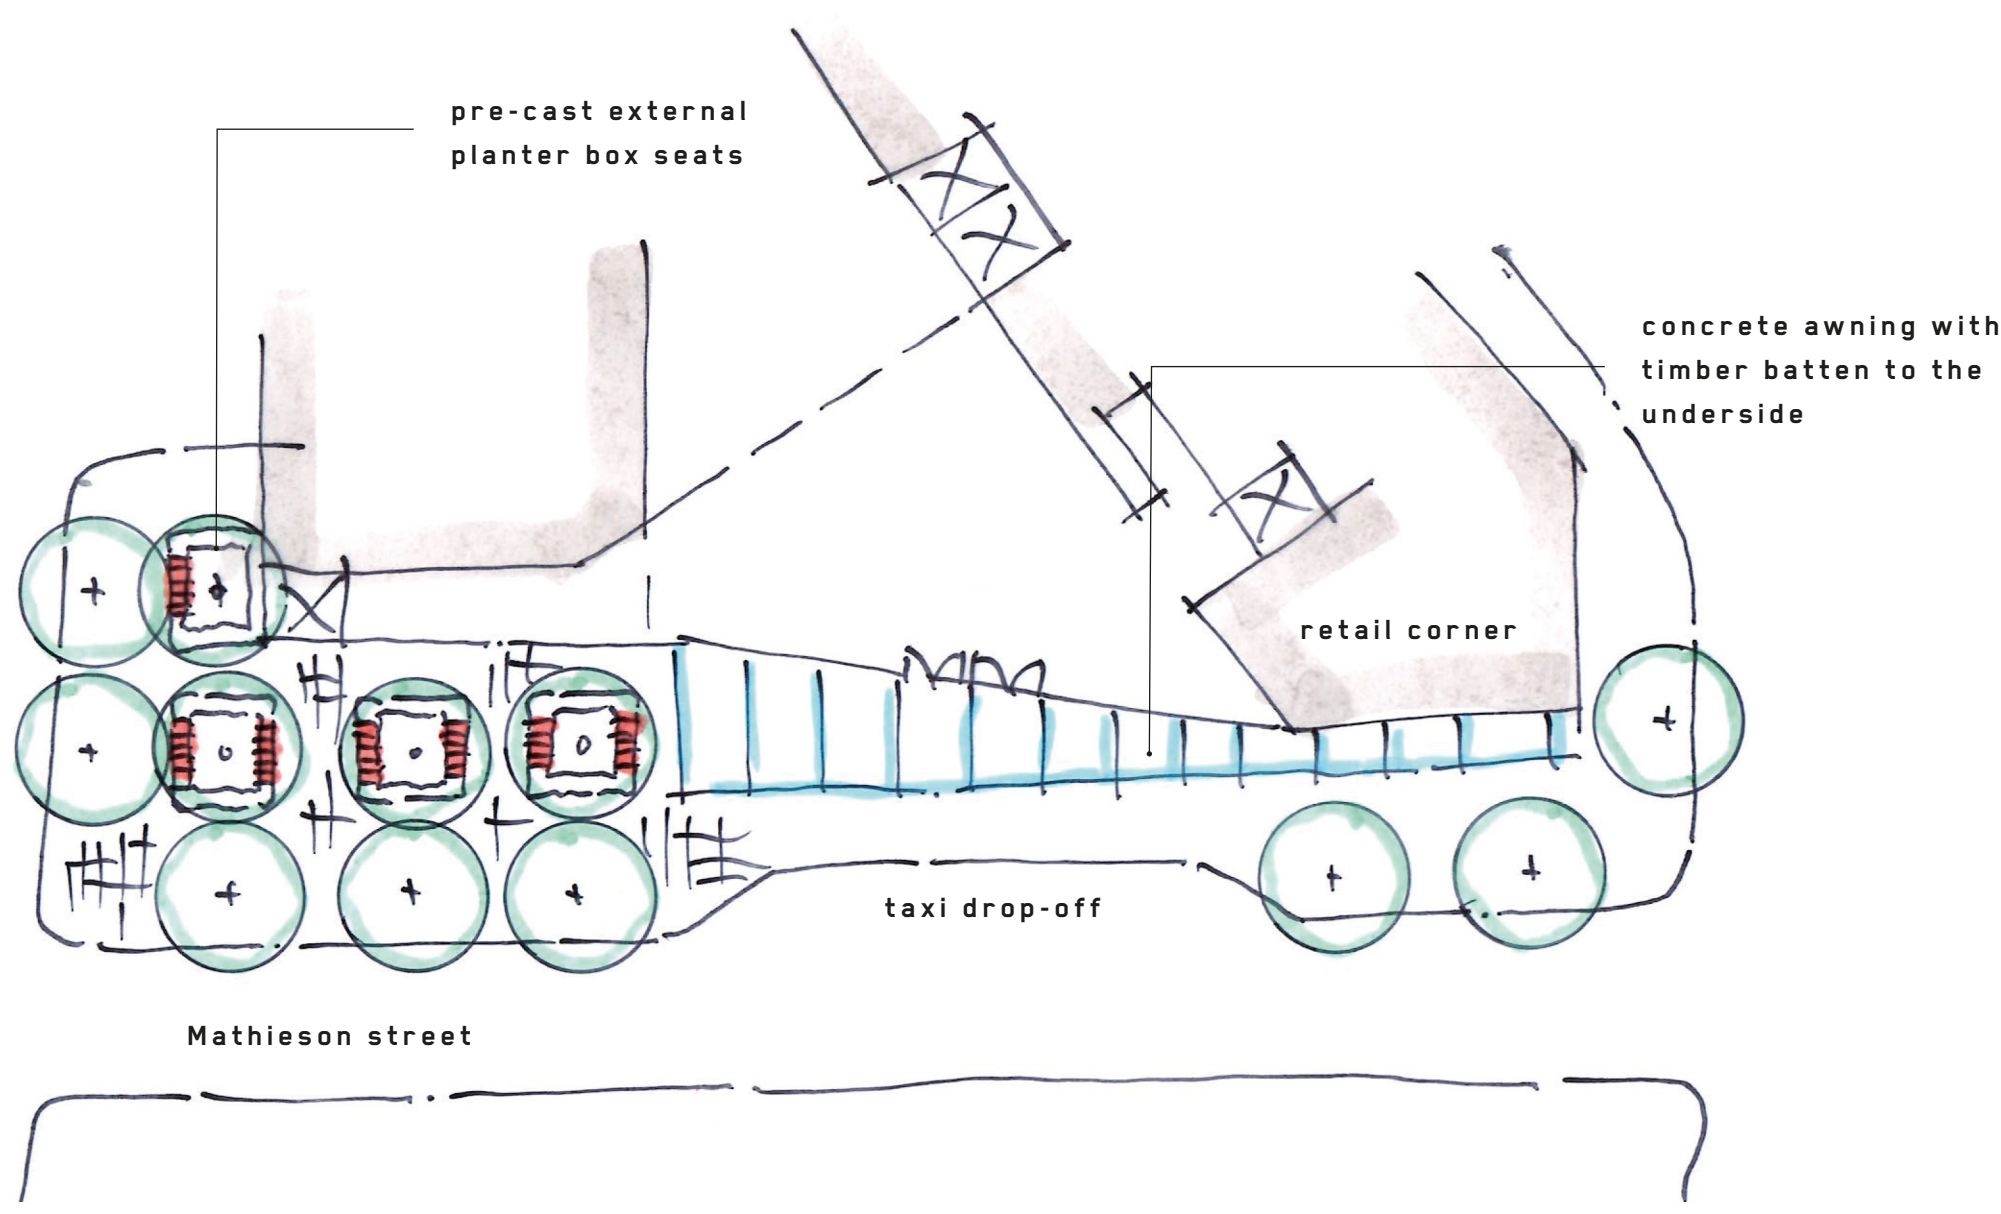 pre-cast external
planter box seats
concrete awning with
timber batten to the
underside
retail corner
taxi drop-off
Mathieson street